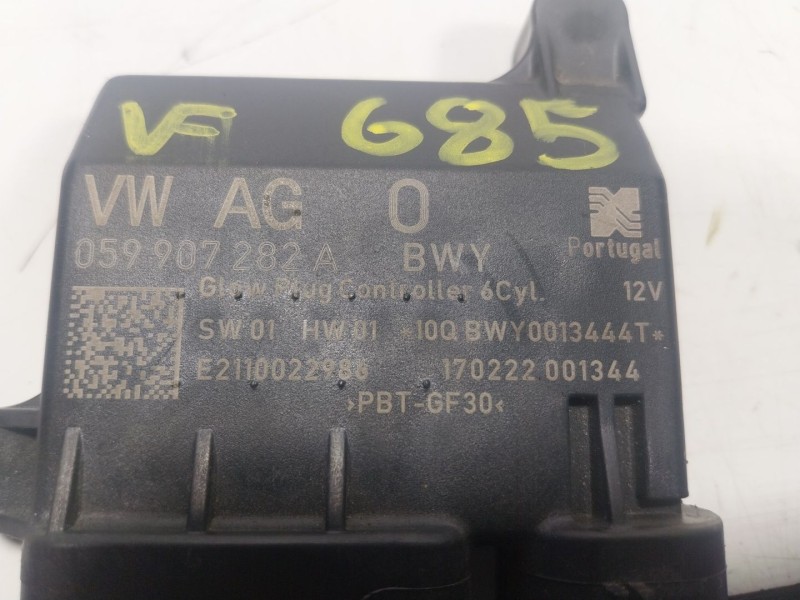 VF 685
VW AG 0
059 907 282 A BWY
Portugal
Glow Plug Controller 6Cyl. 12V
SW 01 HW 01 *10Q BWY0013444T*
E2110022986 170222 001344
>PBT-GF30<